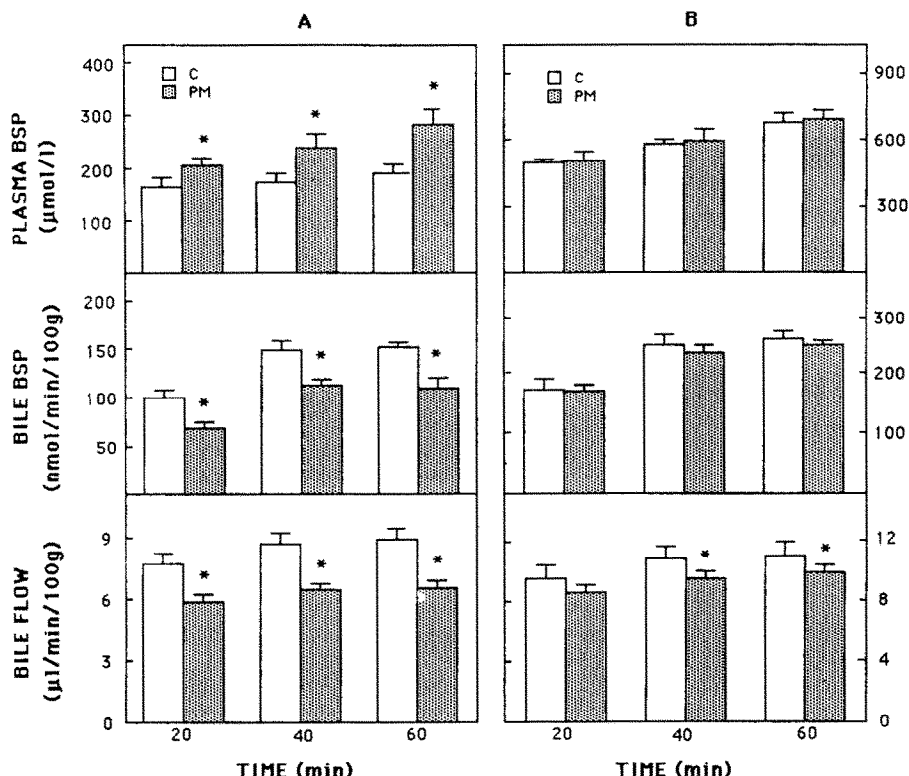 A
B
PLASMA BSP
(μmol/l)
400
300
200
100
C
PM
*
*
*
C
PM
900
600
300
BILE BSP
(nmol/min/100g)
200
150
100
50
*
*
*
300
200
100
BILE FLOW
(μl/min/100g)
9
6
3
0
*
*
*
*
*
12
8
4
0
20
40
60
20
40
60
TIME (min)
TIME (min)